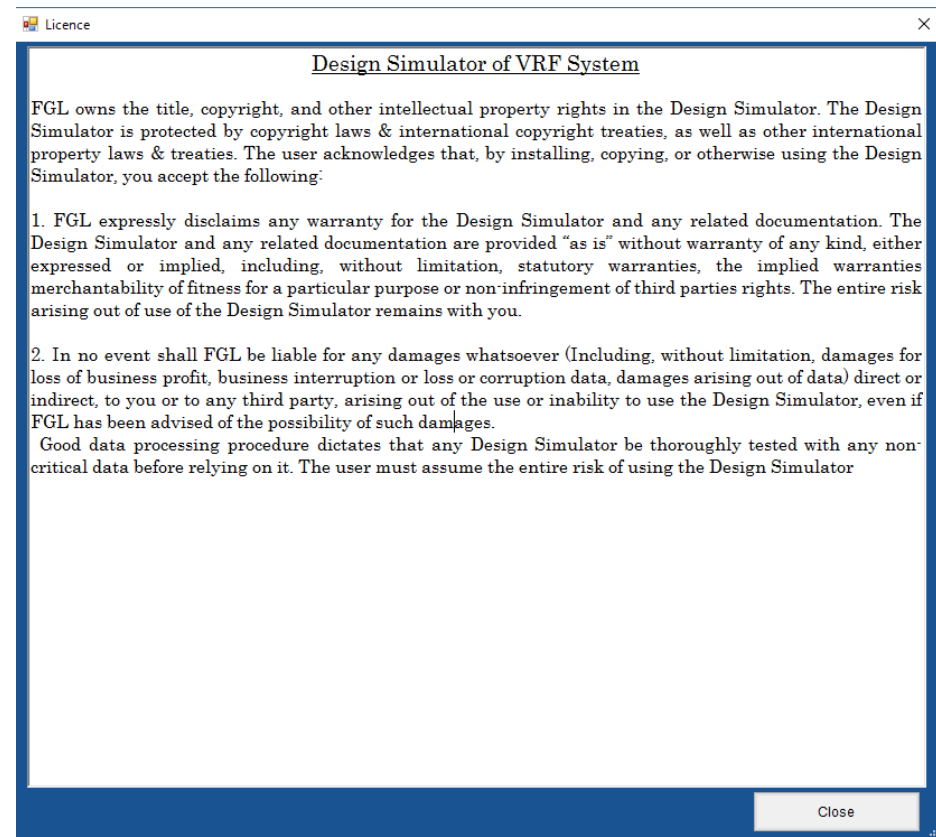 Licence
Design Simulator of VRF System
FGL owns the title, copyright, and other intellectual property rights in the Design Simulator. The Design
Simulator is protected by copyright laws & international copyright treaties, as well as other international
property laws & treaties. The user acknowledges that, by installing, copying, or otherwise using the Design
Simulator, you accept the following:
1. FGL expressly disclaims any warranty for the Design Simulator and any related documentation. The
Design Simulator and any related documentation are provided “as is” without warranty of any kind, either
expressed or implied, including, without limitation, statutory warranties, the implied warranties
merchantability of fitness for a particular purpose or non-infringement of third parties rights. The entire risk
arising out of use of the Design Simulator remains with you.
2. In no event shall FGL be liable for any damages whatsoever (Including, without limitation, damages for
loss of business profit, business interruption or loss or corruption data, damages arising out of data) direct or
indirect, to you or to any third party, arising out of the use or inability to use the Design Simulator, even if
FGL has been advised of the possibility of such damages.
Good data processing procedure dictates that any Design Simulator be thoroughly tested with any non-
critical data before relying on it. The user must assume the entire risk of using the Design Simulator
Close